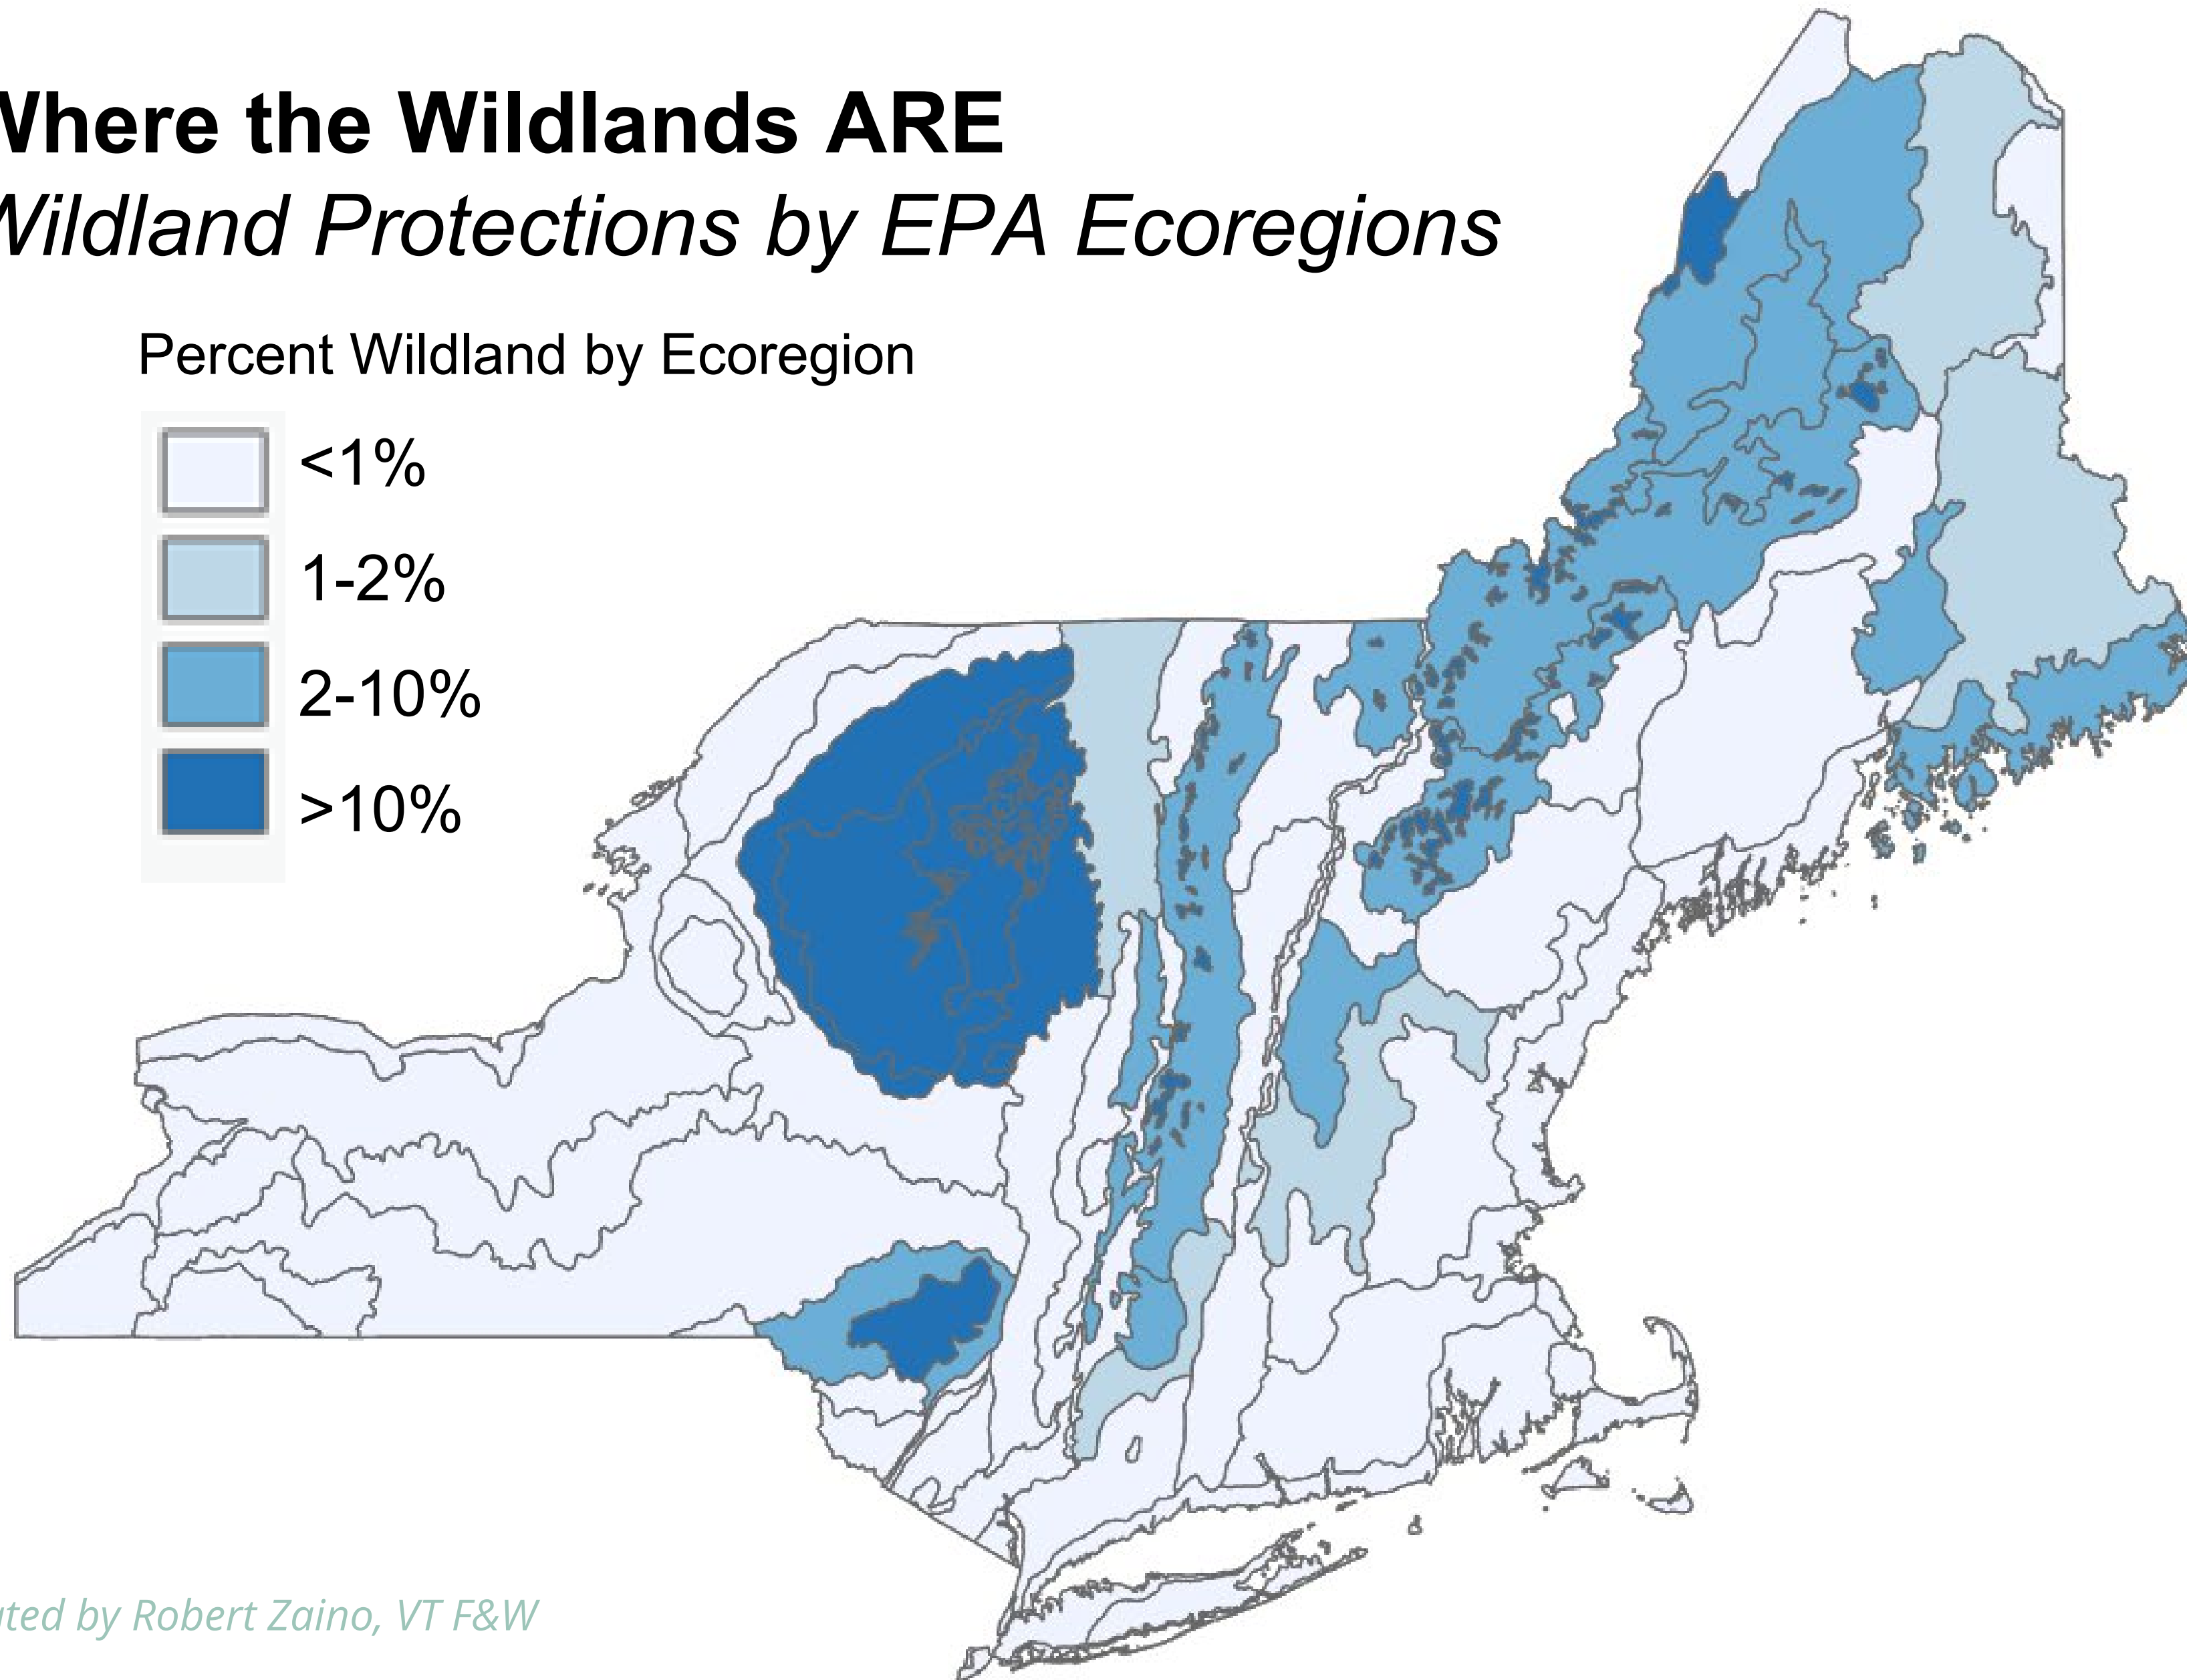 Where the Wildlands ARE
Wildland Protections by EPA Ecoregions
Percent Wildland by Ecoregion
<1%
1-2%
2-10%
>10%
by Robert Zaino, VT F&W